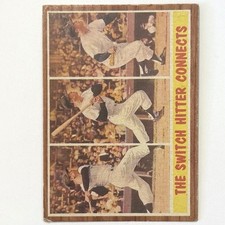 THE SWITCH HITTER CONNECTS